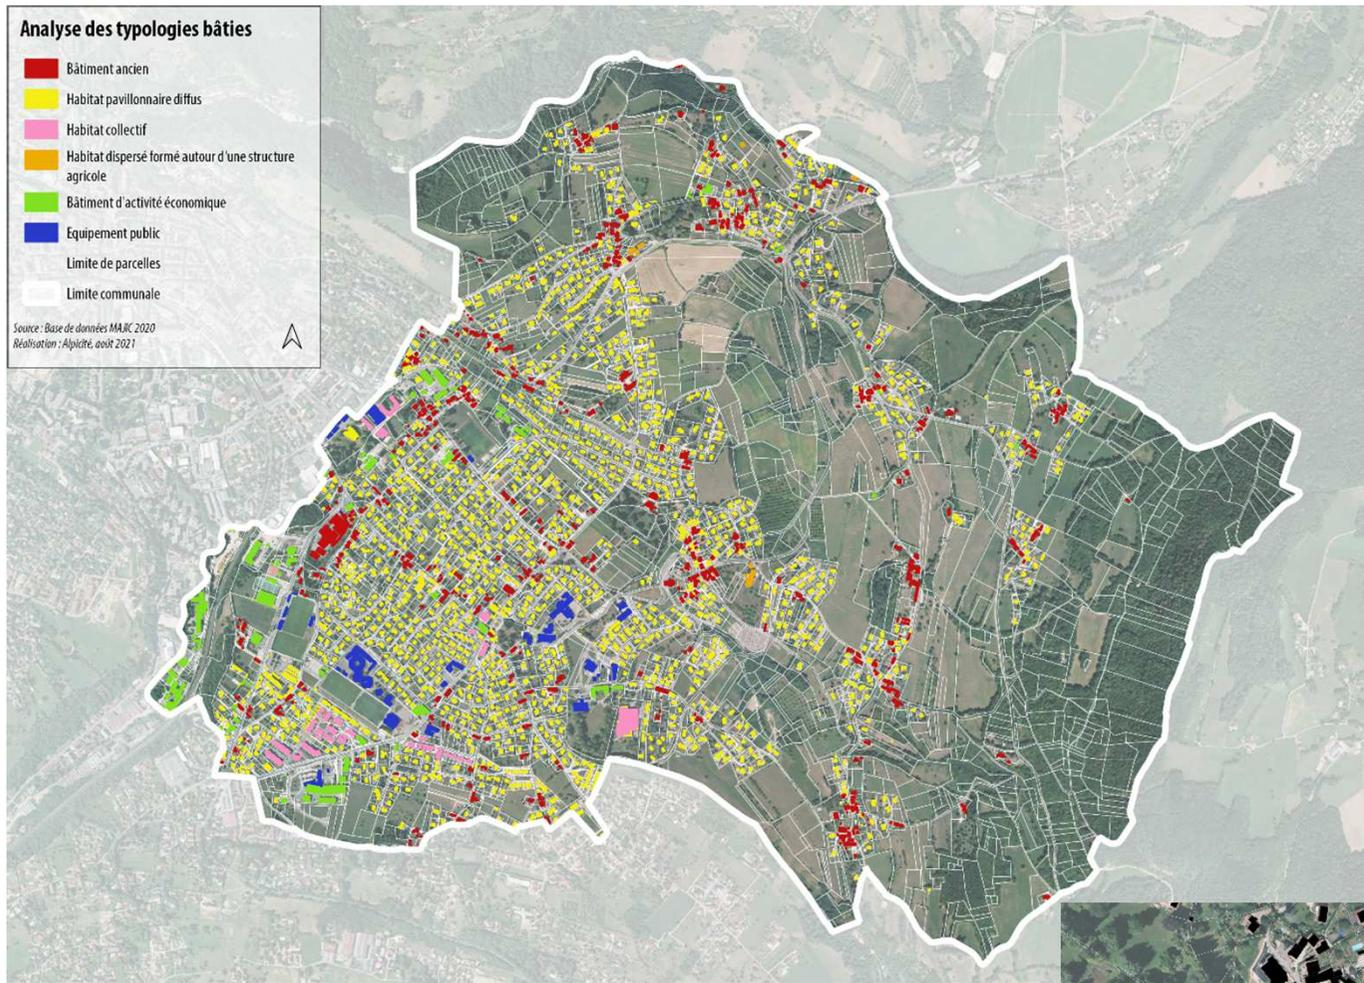 Analyse des typologies bâties
Bâtiment ancien
Habitat pavillonnaire diffus
Habitat collectif
Habitat dispersé formé autour d'une structure
agricole
Bâtiment d'activité économique
Equipement public
Limite de parcelles
Limite communale
Source : Base de données MAJIC 2020
Réalisation : Alpicité, août 2021